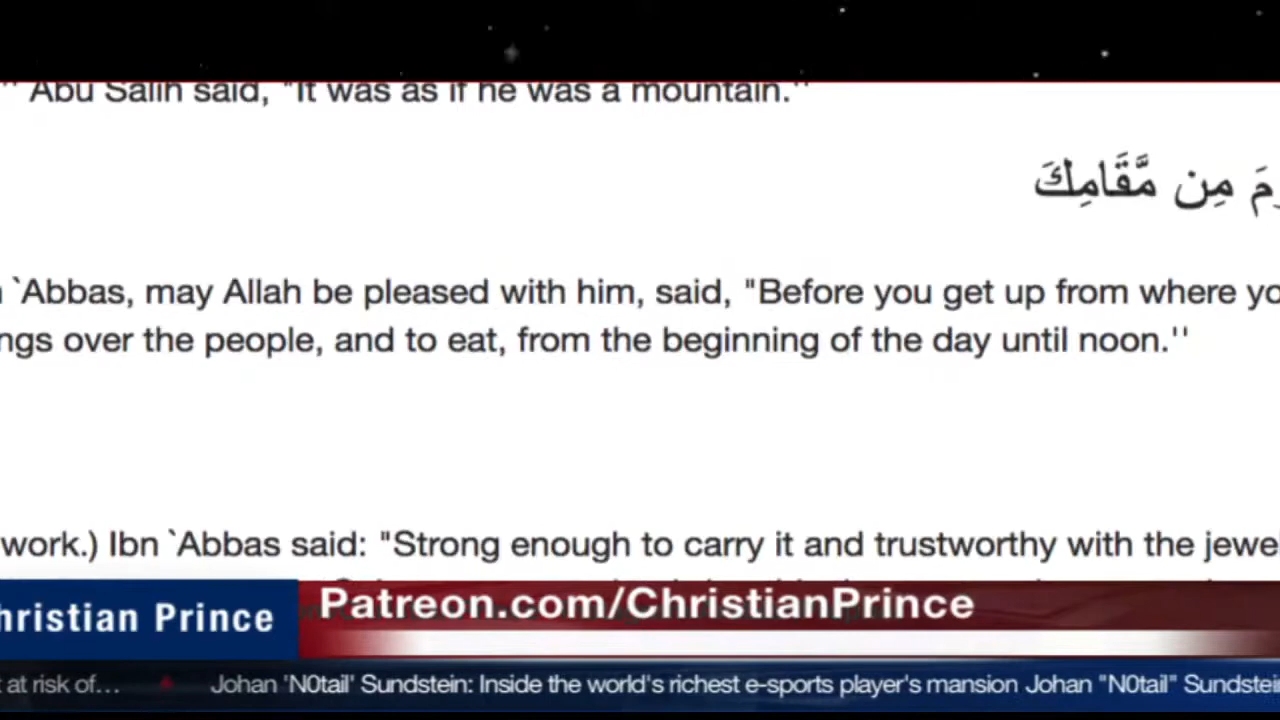 '' Abu Salih said, "It was as if he was a mountain.''
مِن مَّقَامِكَ
`Abbas, may Allah be pleased with him, said, "Before you get up from where
over the people, and to eat, from the beginning of the day until noon.''
work.) Ibn `Abbas said: "Strong enough to carry it and trustworthy with the
hristian Prince
Patreon.com/ChristianPrince
at risk of... Johan 'N0tail' Sundstein: Inside the world's richest e-sports player's mansion Johan "N0tail" Sundstei